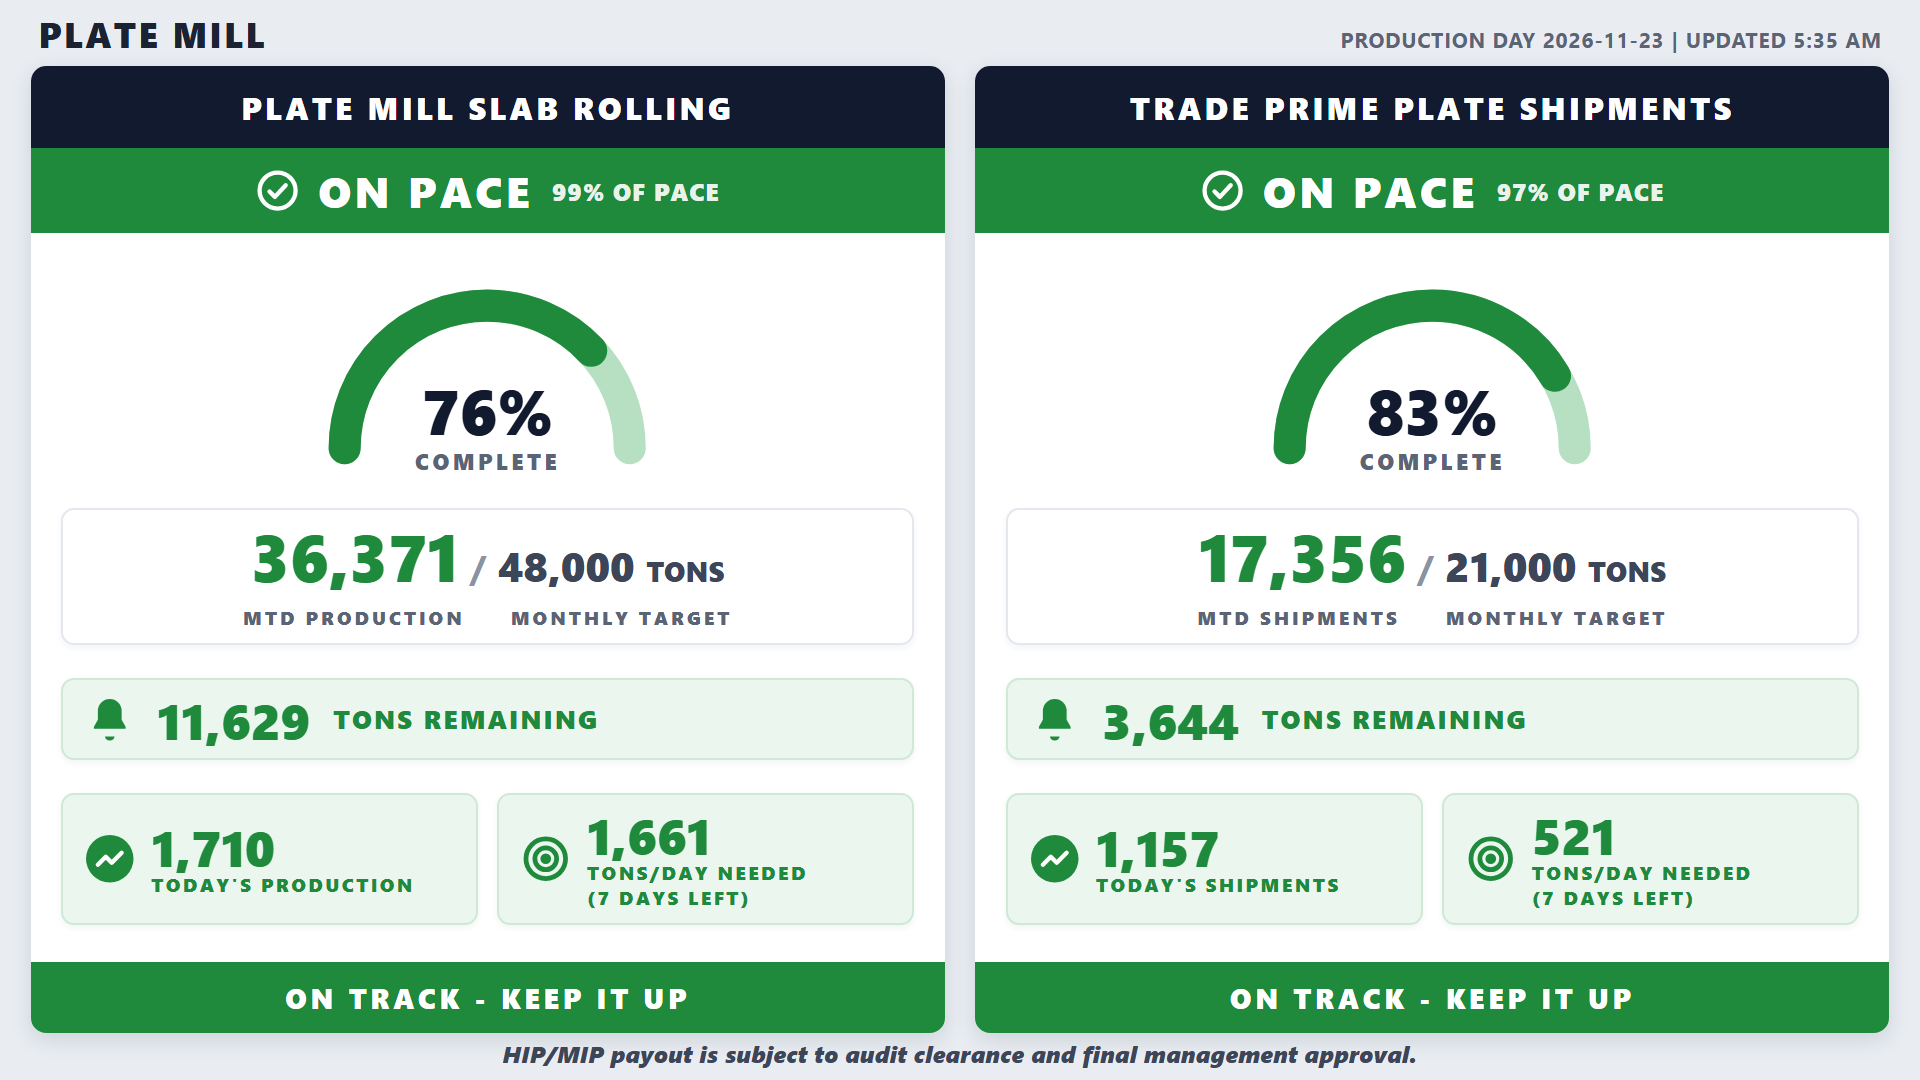 PLATE MILL
PRODUCTION DAY 2026-11-23 | UPDATED 5:35 AM
PLATE MILL SLAB ROLLING
ON PACE 99% OF PACE
76%
COMPLETE
36,371 / 48,000 TONS
MTD PRODUCTION MONTHLY TARGET
11,629 TONS REMAINING
1,710
TODAY'S PRODUCTION
1,661
TONS/DAY NEEDED
(7 DAYS LEFT)
ON TRACK - KEEP IT UP
TRADE PRIME PLATE SHIPMENTS
ON PACE 97% OF PACE
83%
COMPLETE
17,356 / 21,000 TONS
MTD SHIPMENTS MONTHLY TARGET
3,644 TONS REMAINING
1,157
TODAY'S SHIPMENTS
521
TONS/DAY NEEDED
(7 DAYS LEFT)
ON TRACK - KEEP IT UP
HIP/MIP payout is subject to audit clearance and final management approval.